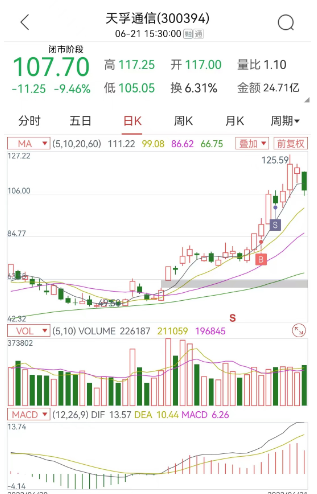 天孚通信(300394)
06-21 15:30:00 融 通
闭市阶段
107.70
高 117.25 开 117.00 量比 1.10
-11.25 -9.46% 低 105.05 换 6.31% 金额 24.71亿
分时 五日 日K 周K 月K 周期
MA (5,10,20,60) 111.22 99.08 86.62 66.75 叠加 前复权
127.22
125.59
106.00
S
84.77
B
42.32
S
VOL (5,10) VOLUME 226187 211059 196845
373802
MACD (12,26,9) DIF 13.57 DEA 10.44 MACD 6.26
13.74
-4.14